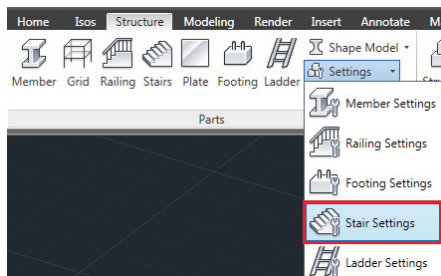 Home Isos Structure Modeling Render Insert Annotate
Shape Model
Settings
Member Grid Railing Stairs Plate Footing Ladder
Parts
Member Settings
Railing Settings
Footing Settings
Stair Settings
Ladder Settings